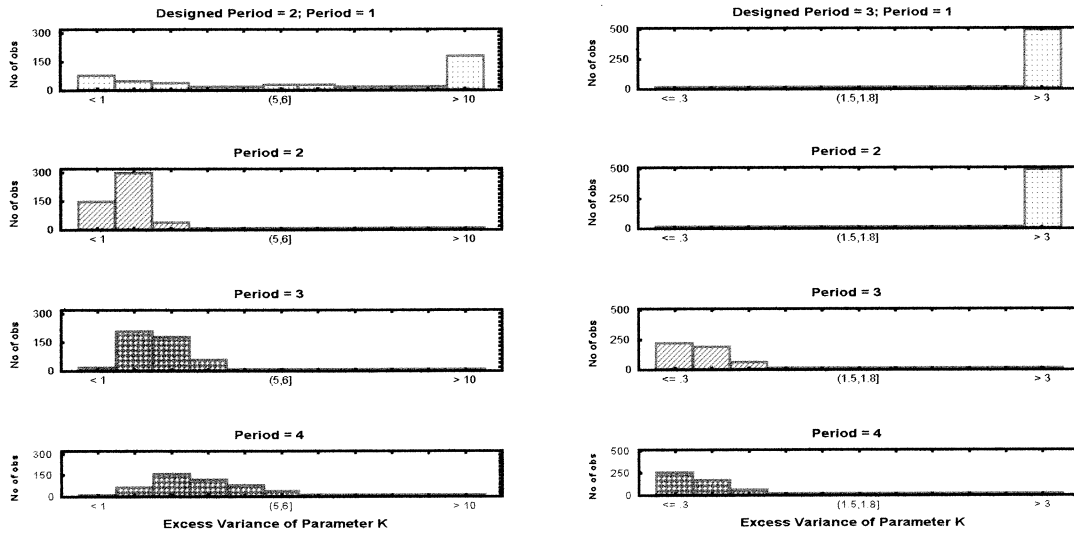 Designed Period = 2; Period = 1
300
150
0
No of obs
< 1
(5,6]
> 10
Period = 2
300
150
0
No of obs
< 1
(5,6]
> 10
Period = 3
300
150
0
No of obs
< 1
(5,6]
> 10
Period = 4
300
150
0
No of obs
< 1
(5,6]
> 10
Excess Variance of Parameter K
Designed Period = 3; Period = 1
500
250
0
No of obs
<= .3
(1.5,1.8]
> 3
Period = 2
500
250
0
No of obs
<= .3
(1.5,1.8]
> 3
Period = 3
500
250
0
No of obs
<= .3
(1.5,1.8]
> 3
Period = 4
500
250
0
No of obs
<= .3
(1.5,1.8]
> 3
Excess Variance of Parameter K